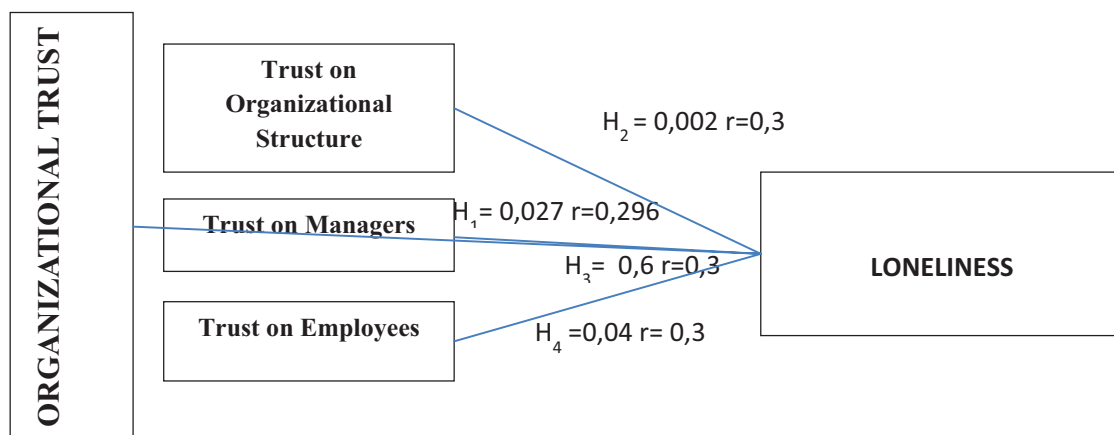 ORGANIZATIONAL TRUST
Trust on
Organizational
Structure
H2 = 0,002 r=0,3
Trust on Managers
H1= 0,027 r=0,296
H3= 0,6 r=0,3
LONELINESS
Trust on Employees
H4 =0,04 r= 0,3